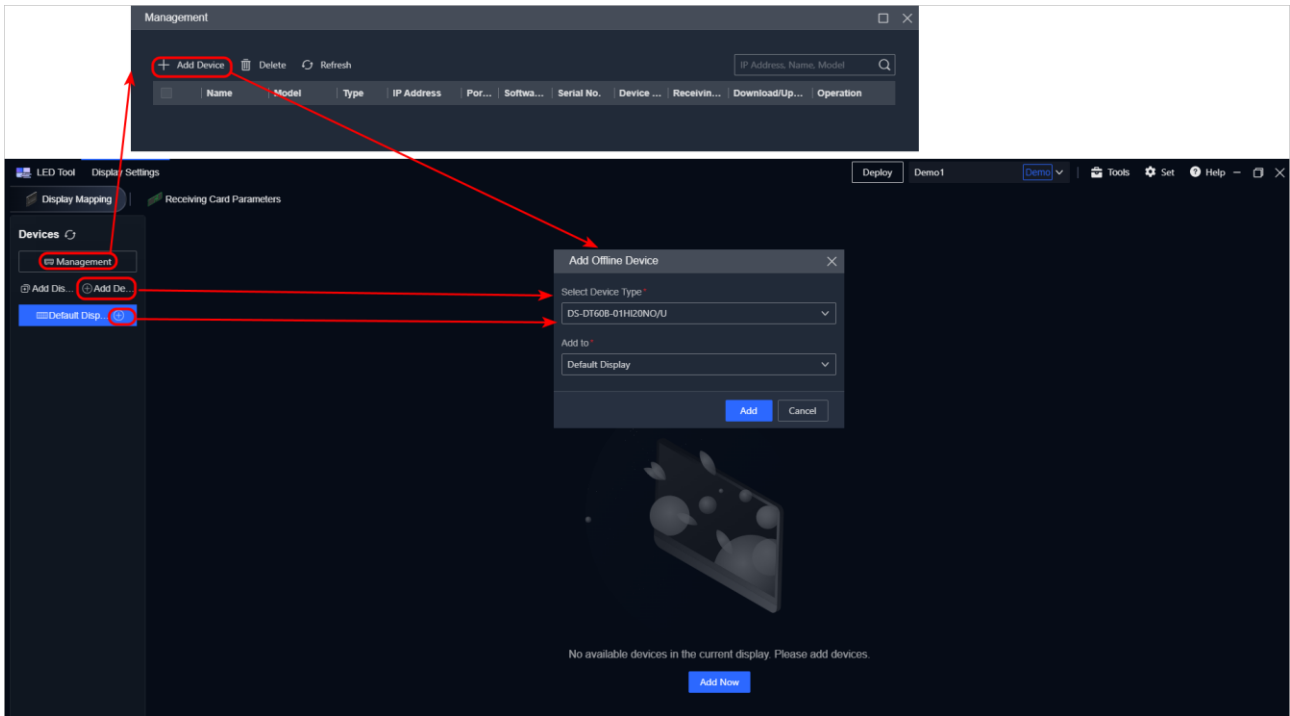 Management
Add Device Delete Refresh IP Address, Name, Model
Name Model Type IP Address Por... Softwa... Serial No. Device ... Receivin... Download/Up... Operation
LED Tool Display Settings Deploy Demo1 Demo Tools Set Help
Display Mapping Receiving Card Parameters
Devices
Management
Add Dis... Add De...
Default Disp...
Add Offline Device
Select Device Type*
DS-DT608-01HI20NO/U
Add to*
Default Display
Add Cancel
No available devices in the current display. Please add devices.
Add Now